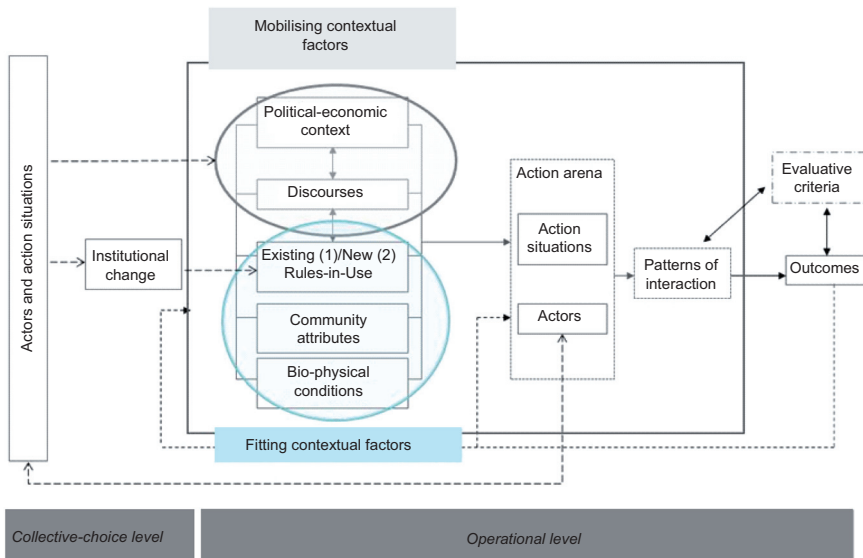 Mobilising contextual
factors
Actors and action situations
Political-economic
context
Discourses
Institutional
change
Existing (1)/New (2)
Rules-in-Use
Community
attributes
Bio-physical
conditions
Fitting contextual factors
Action arena
Action
situations
Actors
Patterns of
interaction
Evaluative
criteria
Outcomes
Collective-choice level
Operational level